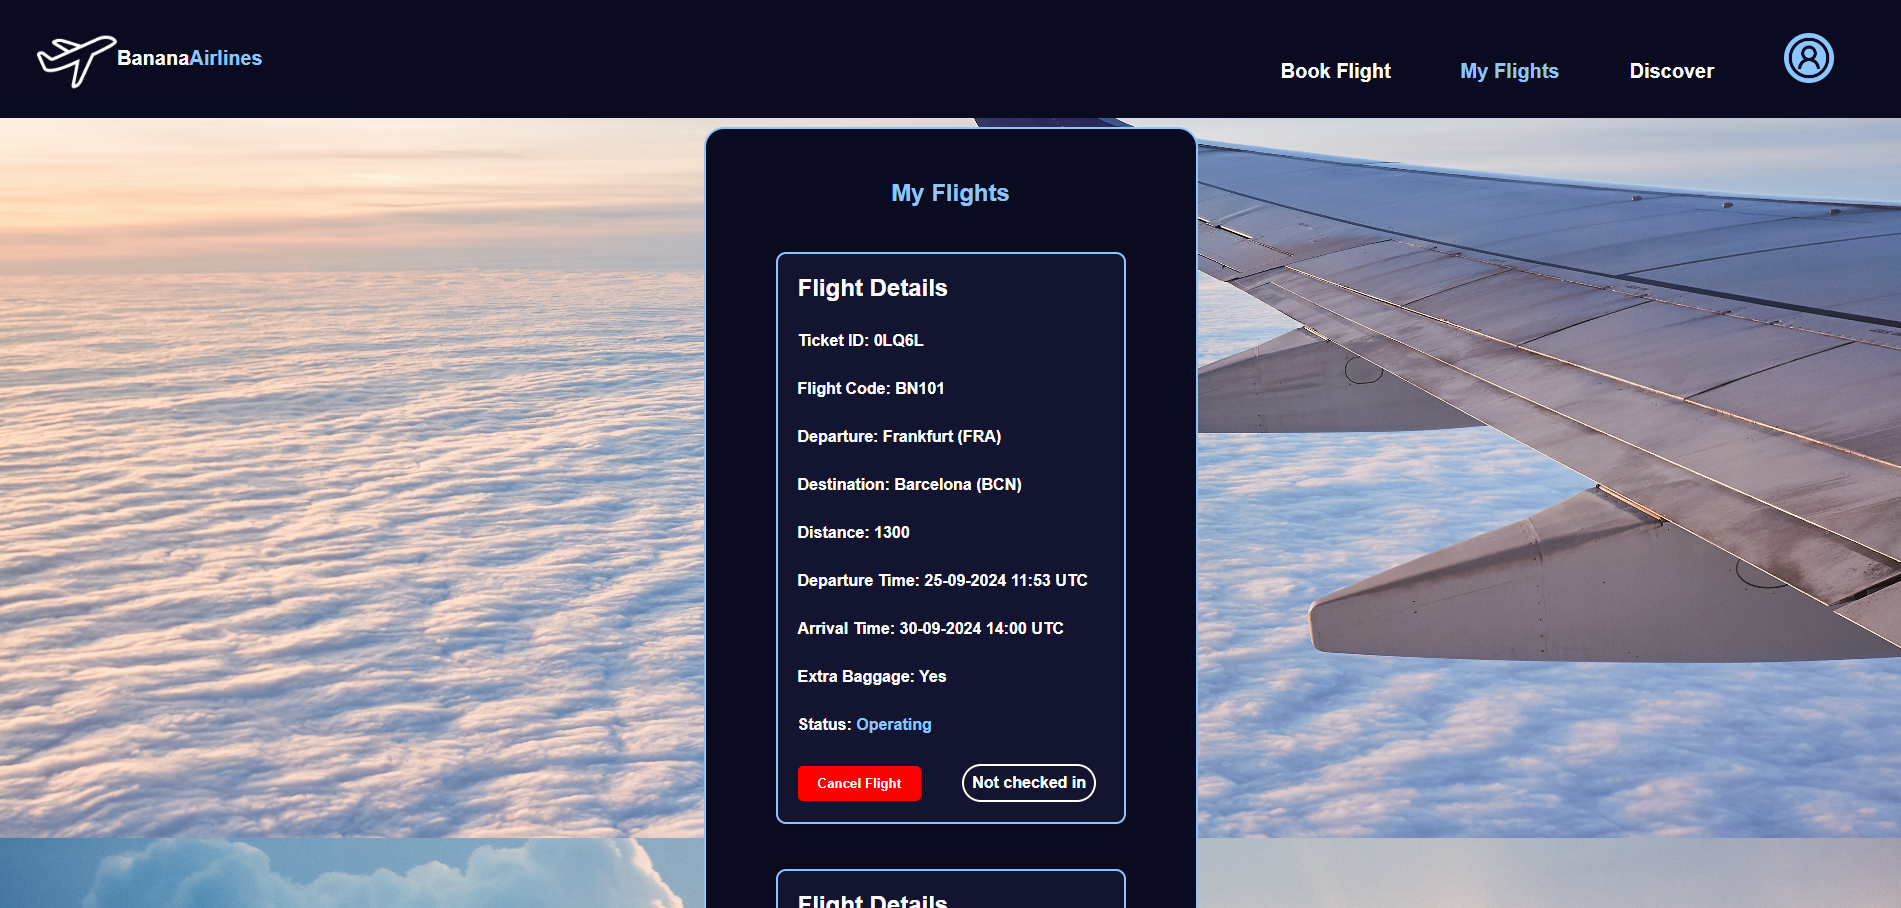 BananaAirlines
Book Flight
My Flights
Discover
My Flights
Flight Details
Ticket ID: 0LQ6L
Flight Code: BN101
Departure: Frankfurt (FRA)
Destination: Barcelona (BCN)
Distance: 1300
Departure Time: 25-09-2024 11:53 UTC
Arrival Time: 30-09-2024 14:00 UTC
Extra Baggage: Yes
Status: Operating
Cancel Flight
Not checked in
Flight Details